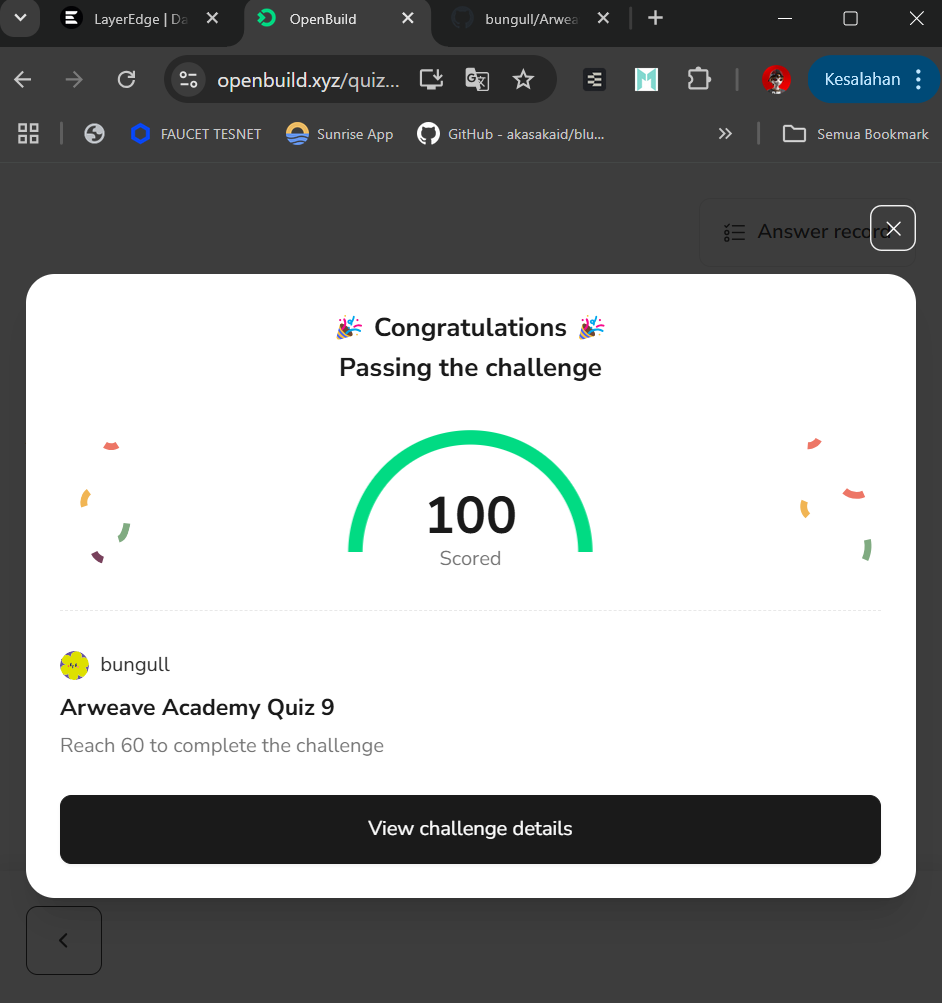 LayerEdge | Da
OpenBuild
bungull/Arwea
openbuild.xyz/quiz...
Kesalahan
FAUCET TESNET
Sunrise App
GitHub - akasakaid/blu...
Semua Bookmark
Answer record
Congratulations
Passing the challenge
100
Scored
bungull
Arweave Academy Quiz 9
Reach 60 to complete the challenge
View challenge details